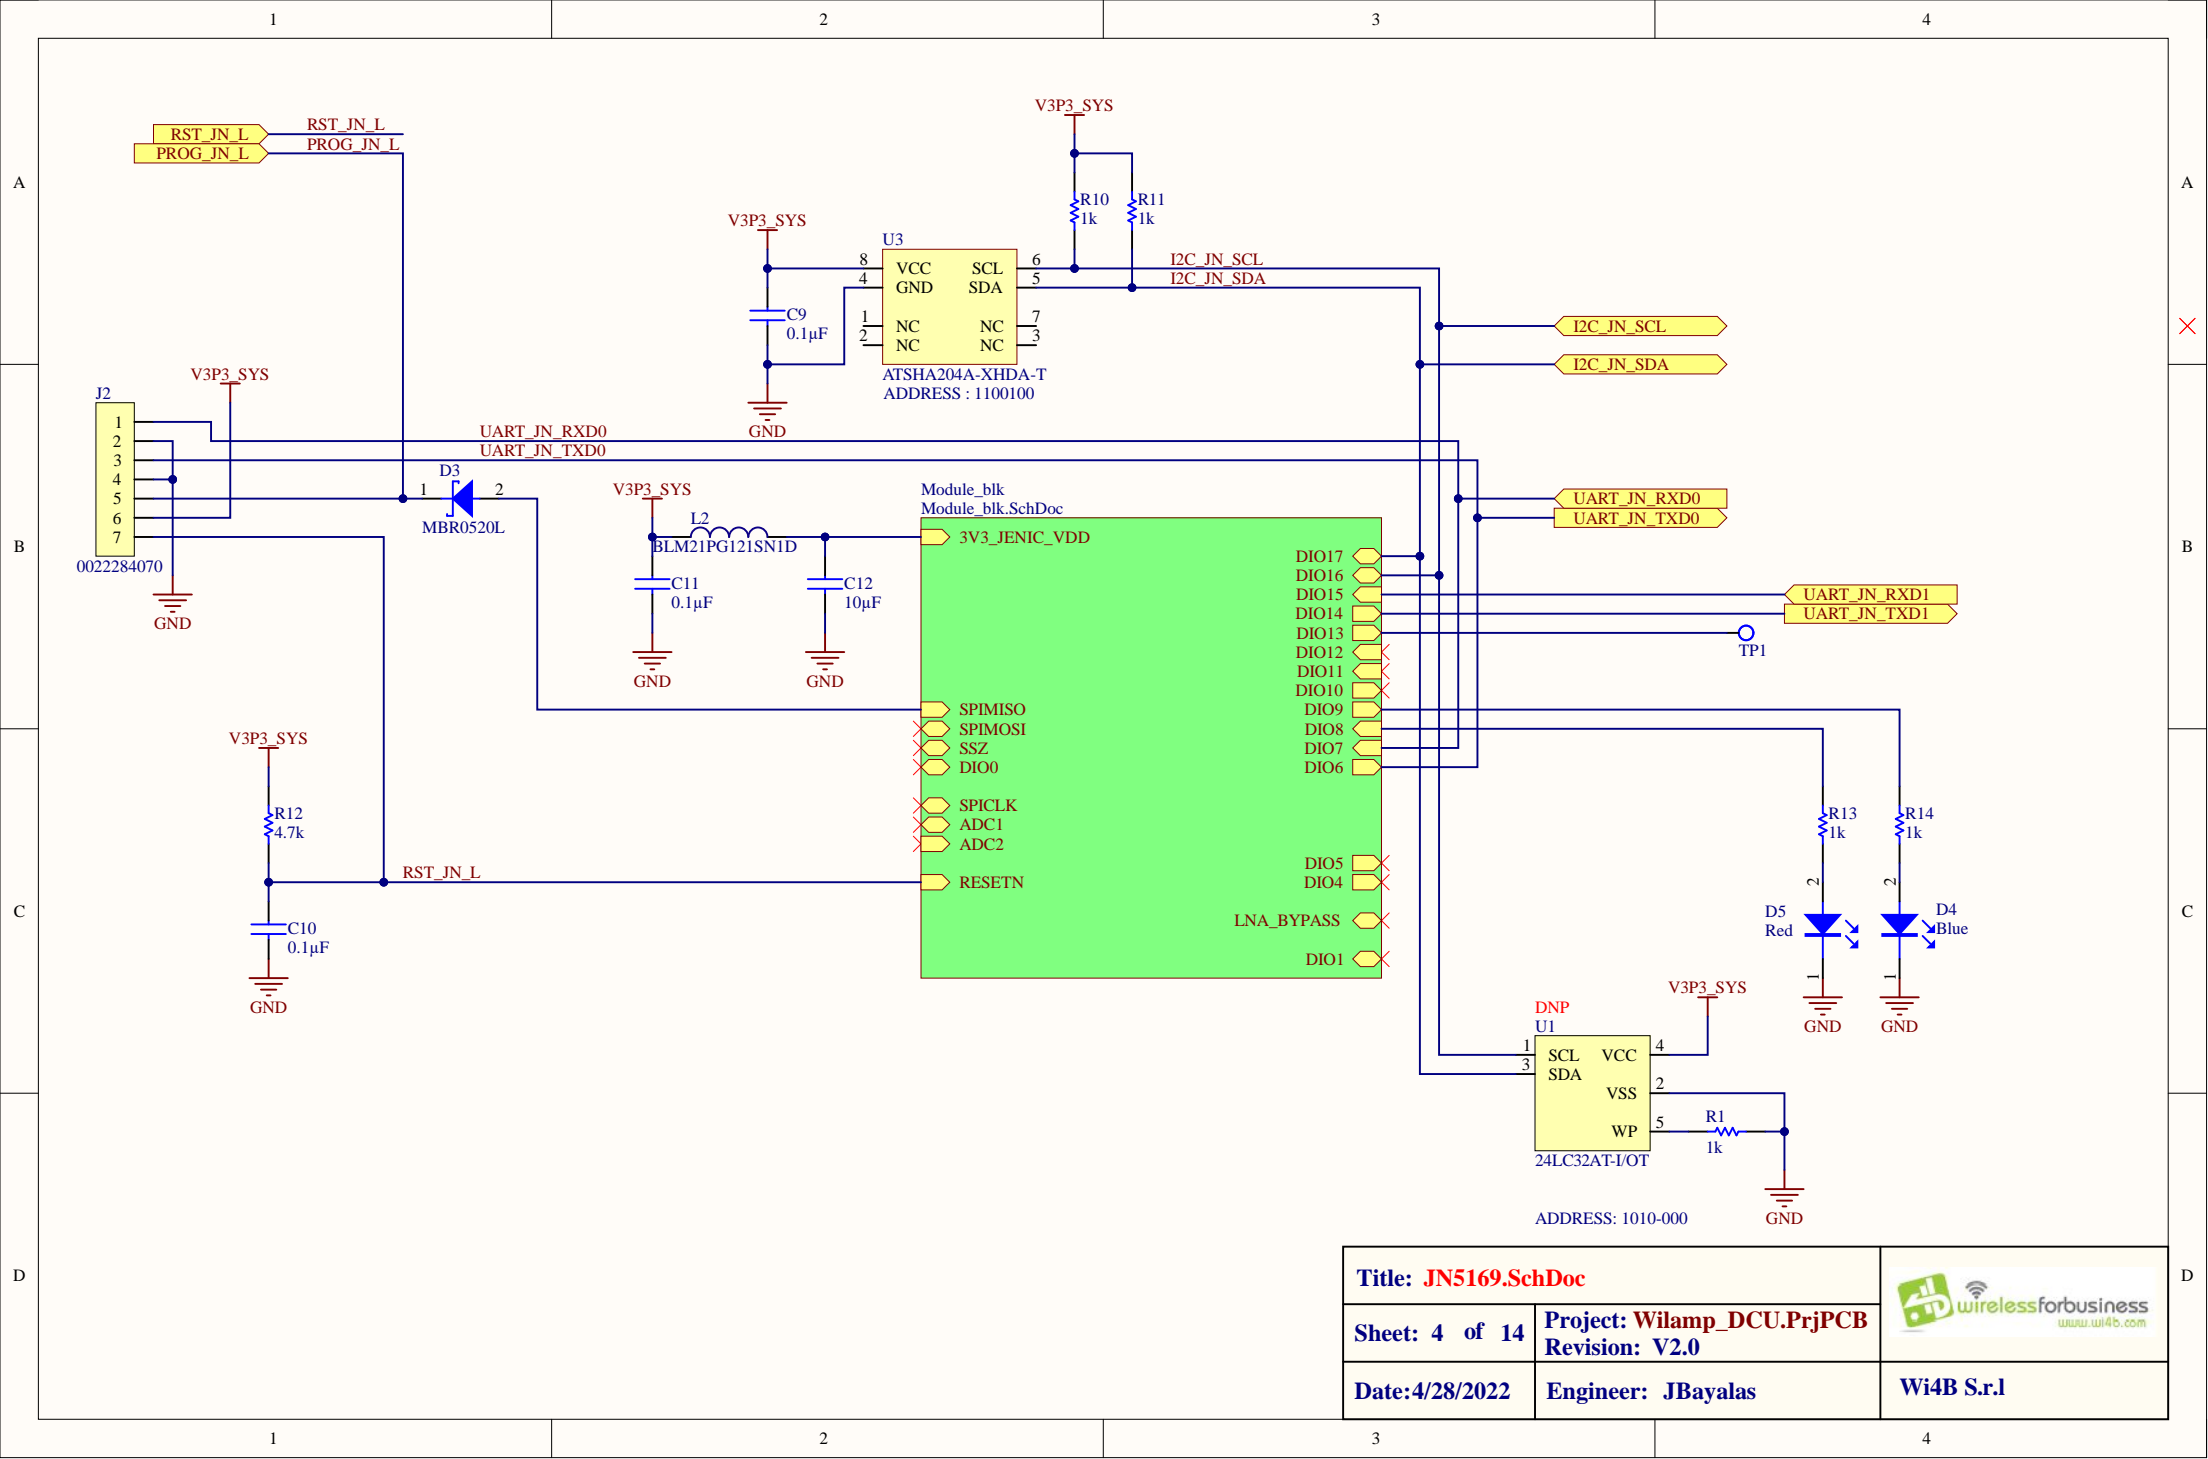 1 2 3 4
A A
B B
C C
D D
1 2 3 4
RST_JN_L
PROG_JN_L
RST_JN_L
PROG_JN_L
V3P3_SYS
R10
1k
R11
1k
V3P3_SYS
C9
0.1µF
GND
U3
8 VCC
4 GND
1 NC
2 NC
SCL 6
SDA 5
NC 7
NC 3
ATSHA204A-XHDA-T
ADDRESS : 1100100
I2C_JN_SCL
I2C_JN_SDA
I2C_JN_SCL
I2C_JN_SDA
V3P3_SYS
J2
1
2
3
4
5
6
7
0022284070
GND
UART_JN_RXD0
UART_JN_TXD0
D3
1 2
MBR0520L
V3P3_SYS
L2
BLM21PG121SN1D
C11
0.1µF
GND
C12
10µF
GND
Module_blk
Module_blk.SchDoc
3V3_JENIC_VDD
SPIMISO
SPIMOSI
SSZ
DIO0
SPICLK
ADC1
ADC2
RESETN
DIO17
DIO16
DIO15
DIO14
DIO13
DIO12
DIO11
DIO10
DIO9
DIO8
DIO7
DIO6
DIO5
DIO4
LNA_BYPASS
DIO1
UART_JN_RXD0
UART_JN_TXD0
UART_JN_RXD1
UART_JN_TXD1
TP1
V3P3_SYS
R12
4.7k
RST_JN_L
C10
0.1µF
GND
R13
1k
R14
1k
2
2
D5
Red
D4
Blue
1
1
GND
GND
DNP
U1
V3P3_SYS
1 SCL
3 SDA
VCC 4
VSS 2
WP 5
R1
1k
24LC32AT-I/OT
GND
ADDRESS: 1010-000
Title: JN5169.SchDoc
Sheet: 4 of 14
Project: Wilamp_DCU.PrjPCB
Revision: V2.0
Date:4/28/2022
Engineer: JBayalas
wirelessforbusiness
www.wi4b.com
Wi4B S.r.l